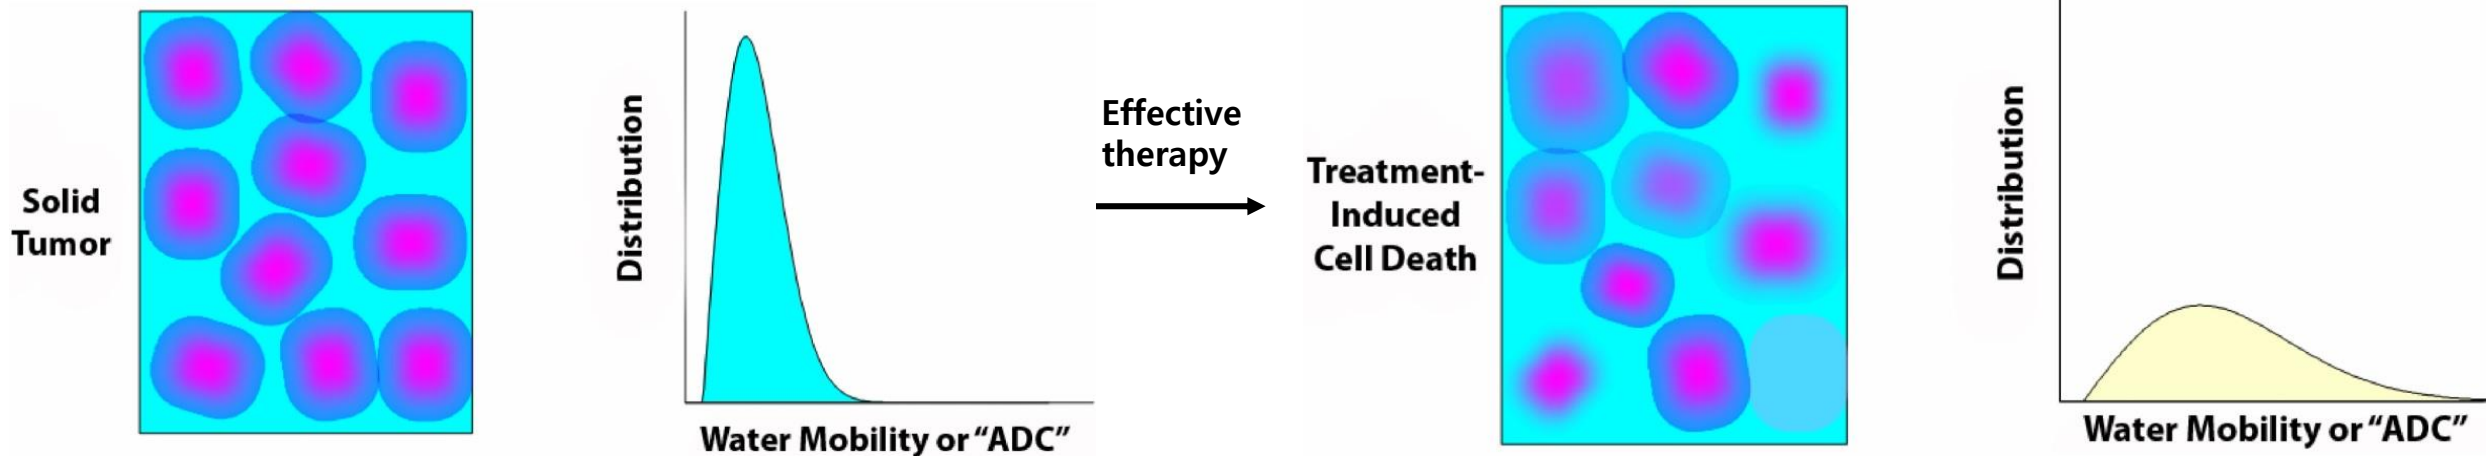 Solid
Tumor
Distribution
Water Mobility or “ADC”
Effective
therapy
Treatment-
Induced
Cell Death
Distribution
Water Mobility or “ADC”